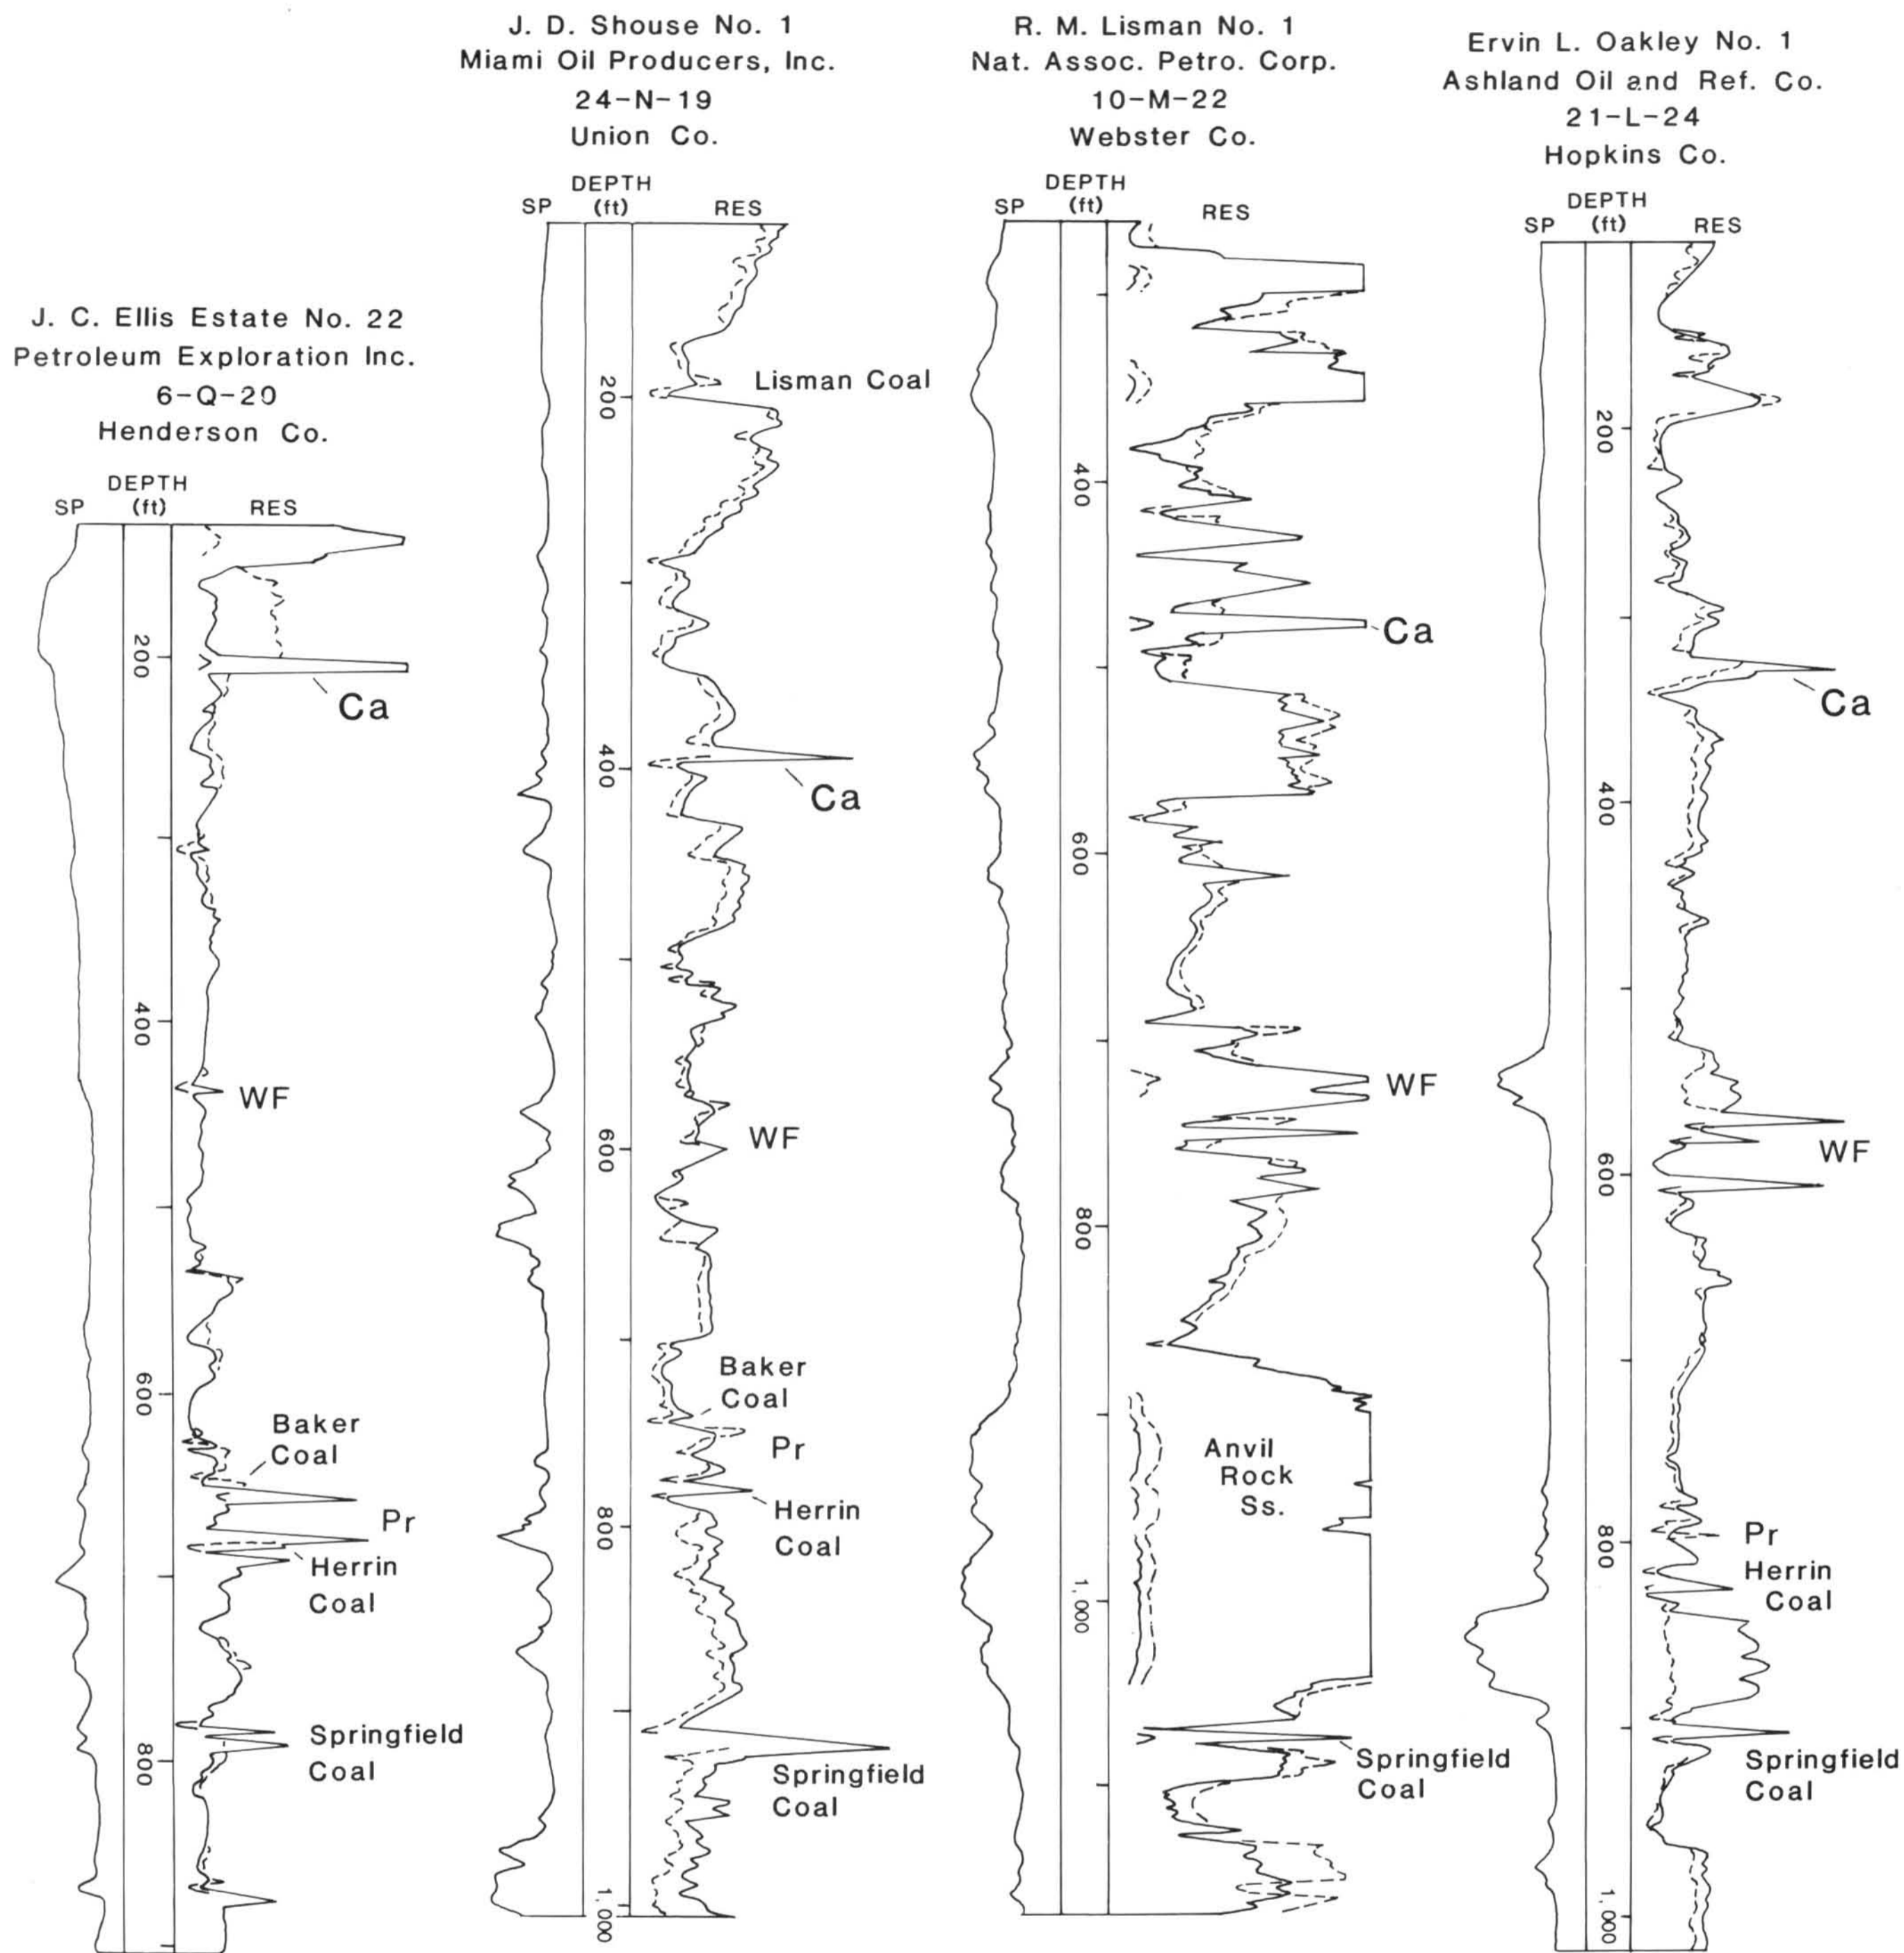 J. D. Shouse No. 1
Miami Oil Producers, Inc.
24-N-19
Union Co.
DEPTH
SP (ft) RES
Lisman Coal
200
400
Ca
600
WF
Baker
Coal
Pr
Herrin
Coal
800
Springfield
Coal
1,000
R. M. Lisman No. 1
Nat. Assoc. Petro. Corp.
10-M-22
Webster Co.
DEPTH
SP (ft) RES
400
Ca
600
WF
800
Anvil
Rock
Ss.
1,000
Springfield
Coal
Ervin L. Oakley No. 1
Ashland Oil and Ref. Co.
21-L-24
Hopkins Co.
DEPTH
SP (ft) RES
200
Ca
400
WF
600
Pr
800
Herrin
Coal
Springfield
Coal
1,000
J. C. Ellis Estate No. 22
Petroleum Exploration Inc.
6-Q-20
Henderson Co.
DEPTH
SP (ft) RES
200
Ca
400
WF
600
Baker
Coal
Pr
Herrin
Coal
Springfield
Coal
800